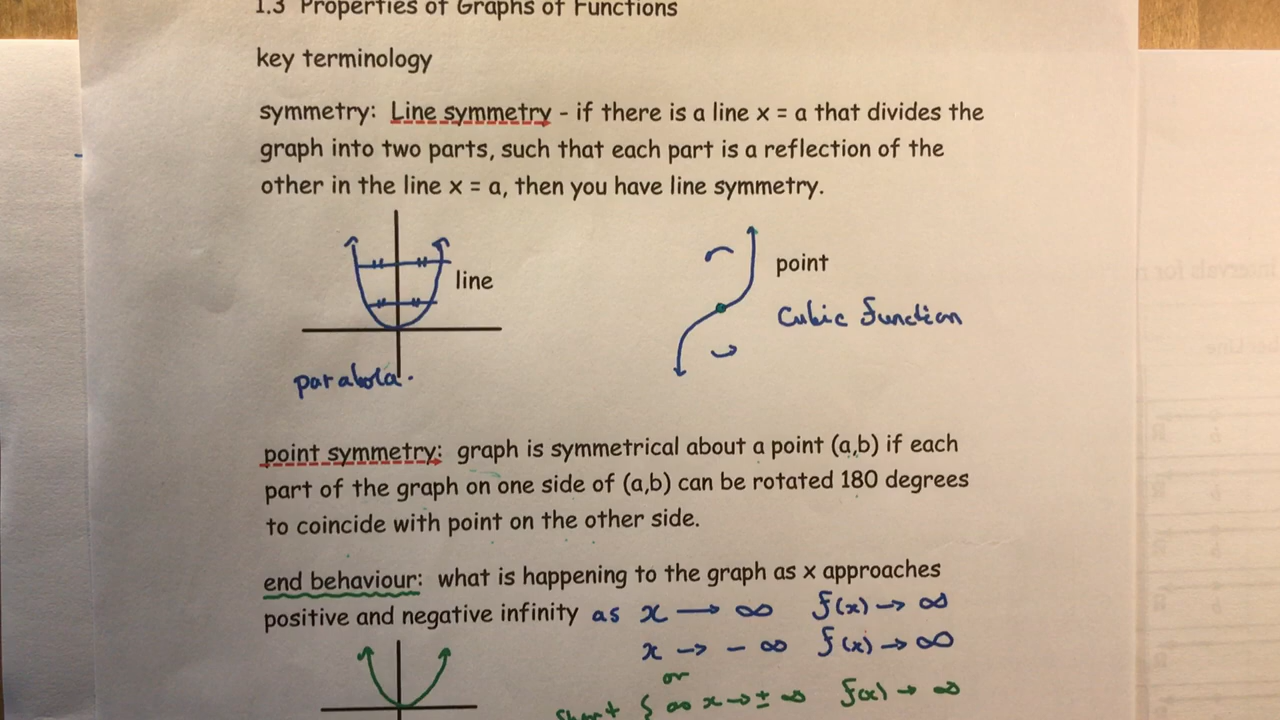 1.3 Properties of Graphs of Functions
key terminology
symmetry: Line symmetry - if there is a line x = a that divides the
graph into two parts, such that each part is a reflection of the
other in the line x = a, then you have line symmetry.
line
point
Cubic function
parabola.
point symmetry: graph is symmetrical about a point (a,b) if each
part of the graph on one side of (a,b) can be rotated 180 degrees
to coincide with point on the other side.
end behaviour: what is happening to the graph as x approaches
positive and negative infinity as x → ∞ f(x) → ∞
x → - ∞ f(x) → ∞
or
{ as x → ± ∞ f(x) → ∞